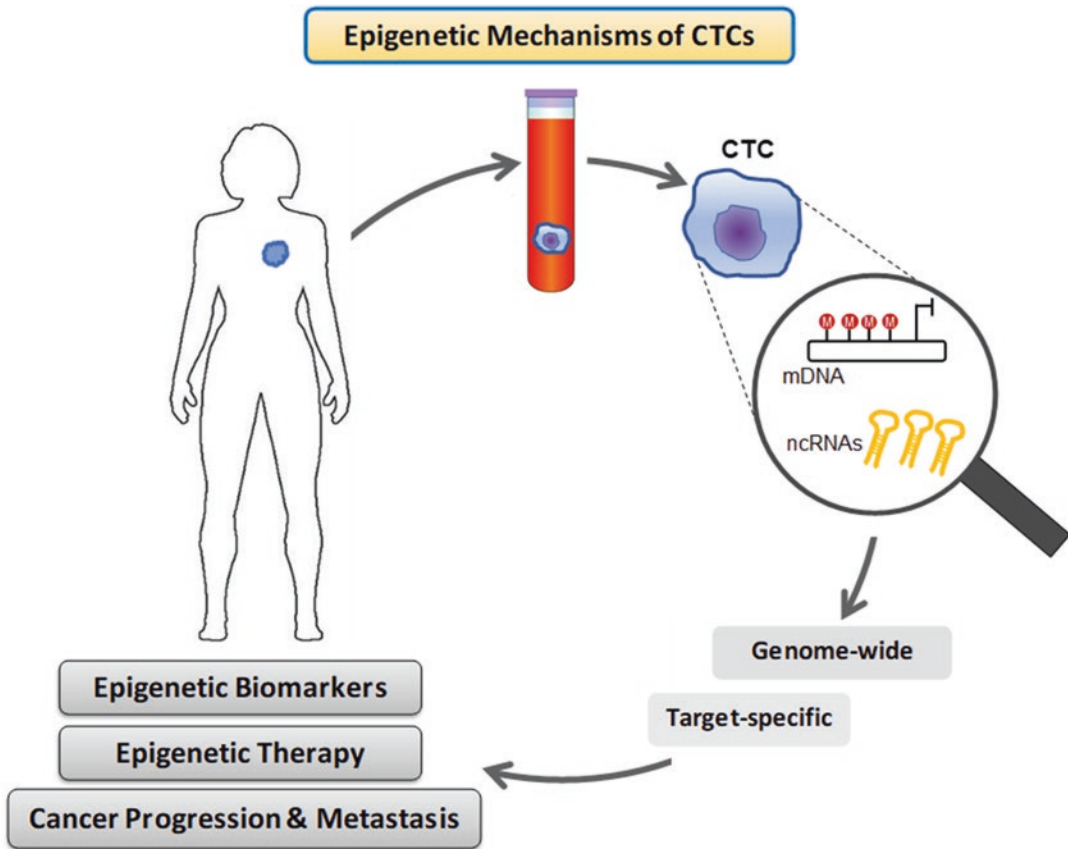 Epigenetic Mechanisms of CTCs
CTC
M M M M
mDNA
ncRNAs
Genome-wide
Target-specific
Epigenetic Biomarkers
Epigenetic Therapy
Cancer Progression & Metastasis